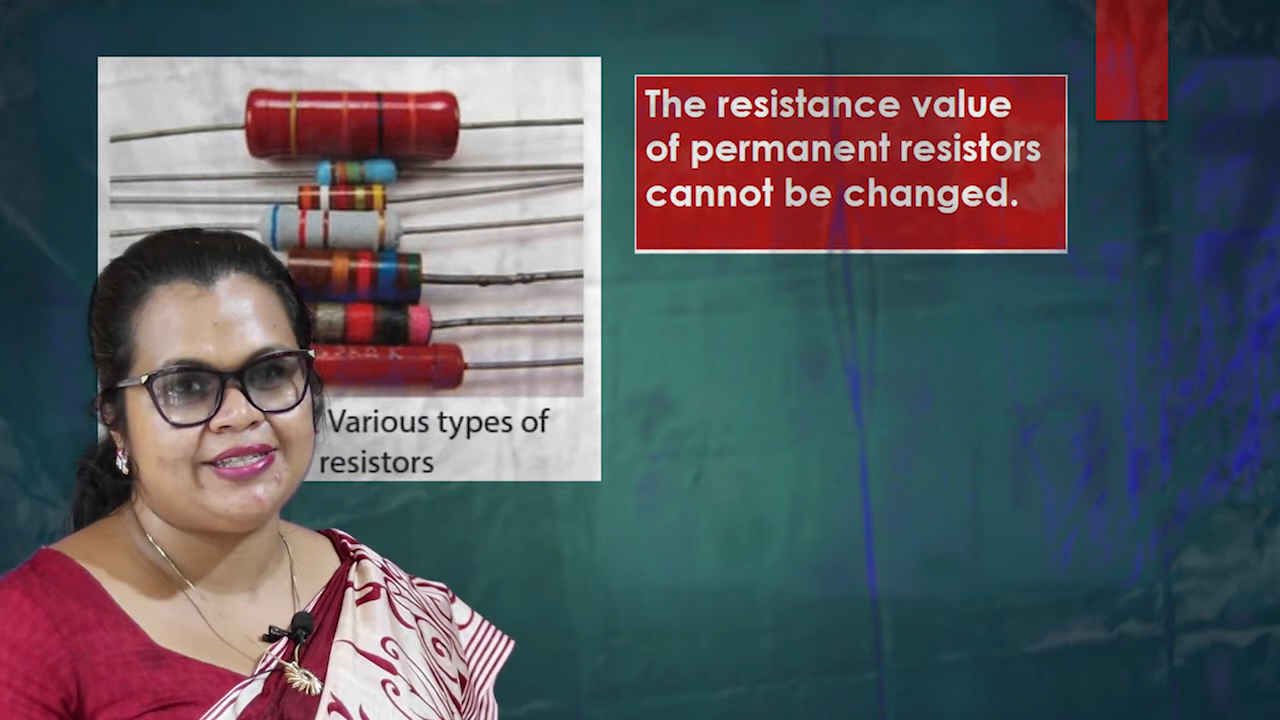 The resistance value
of permanent resistors
cannot be changed.
Various types of
resistors